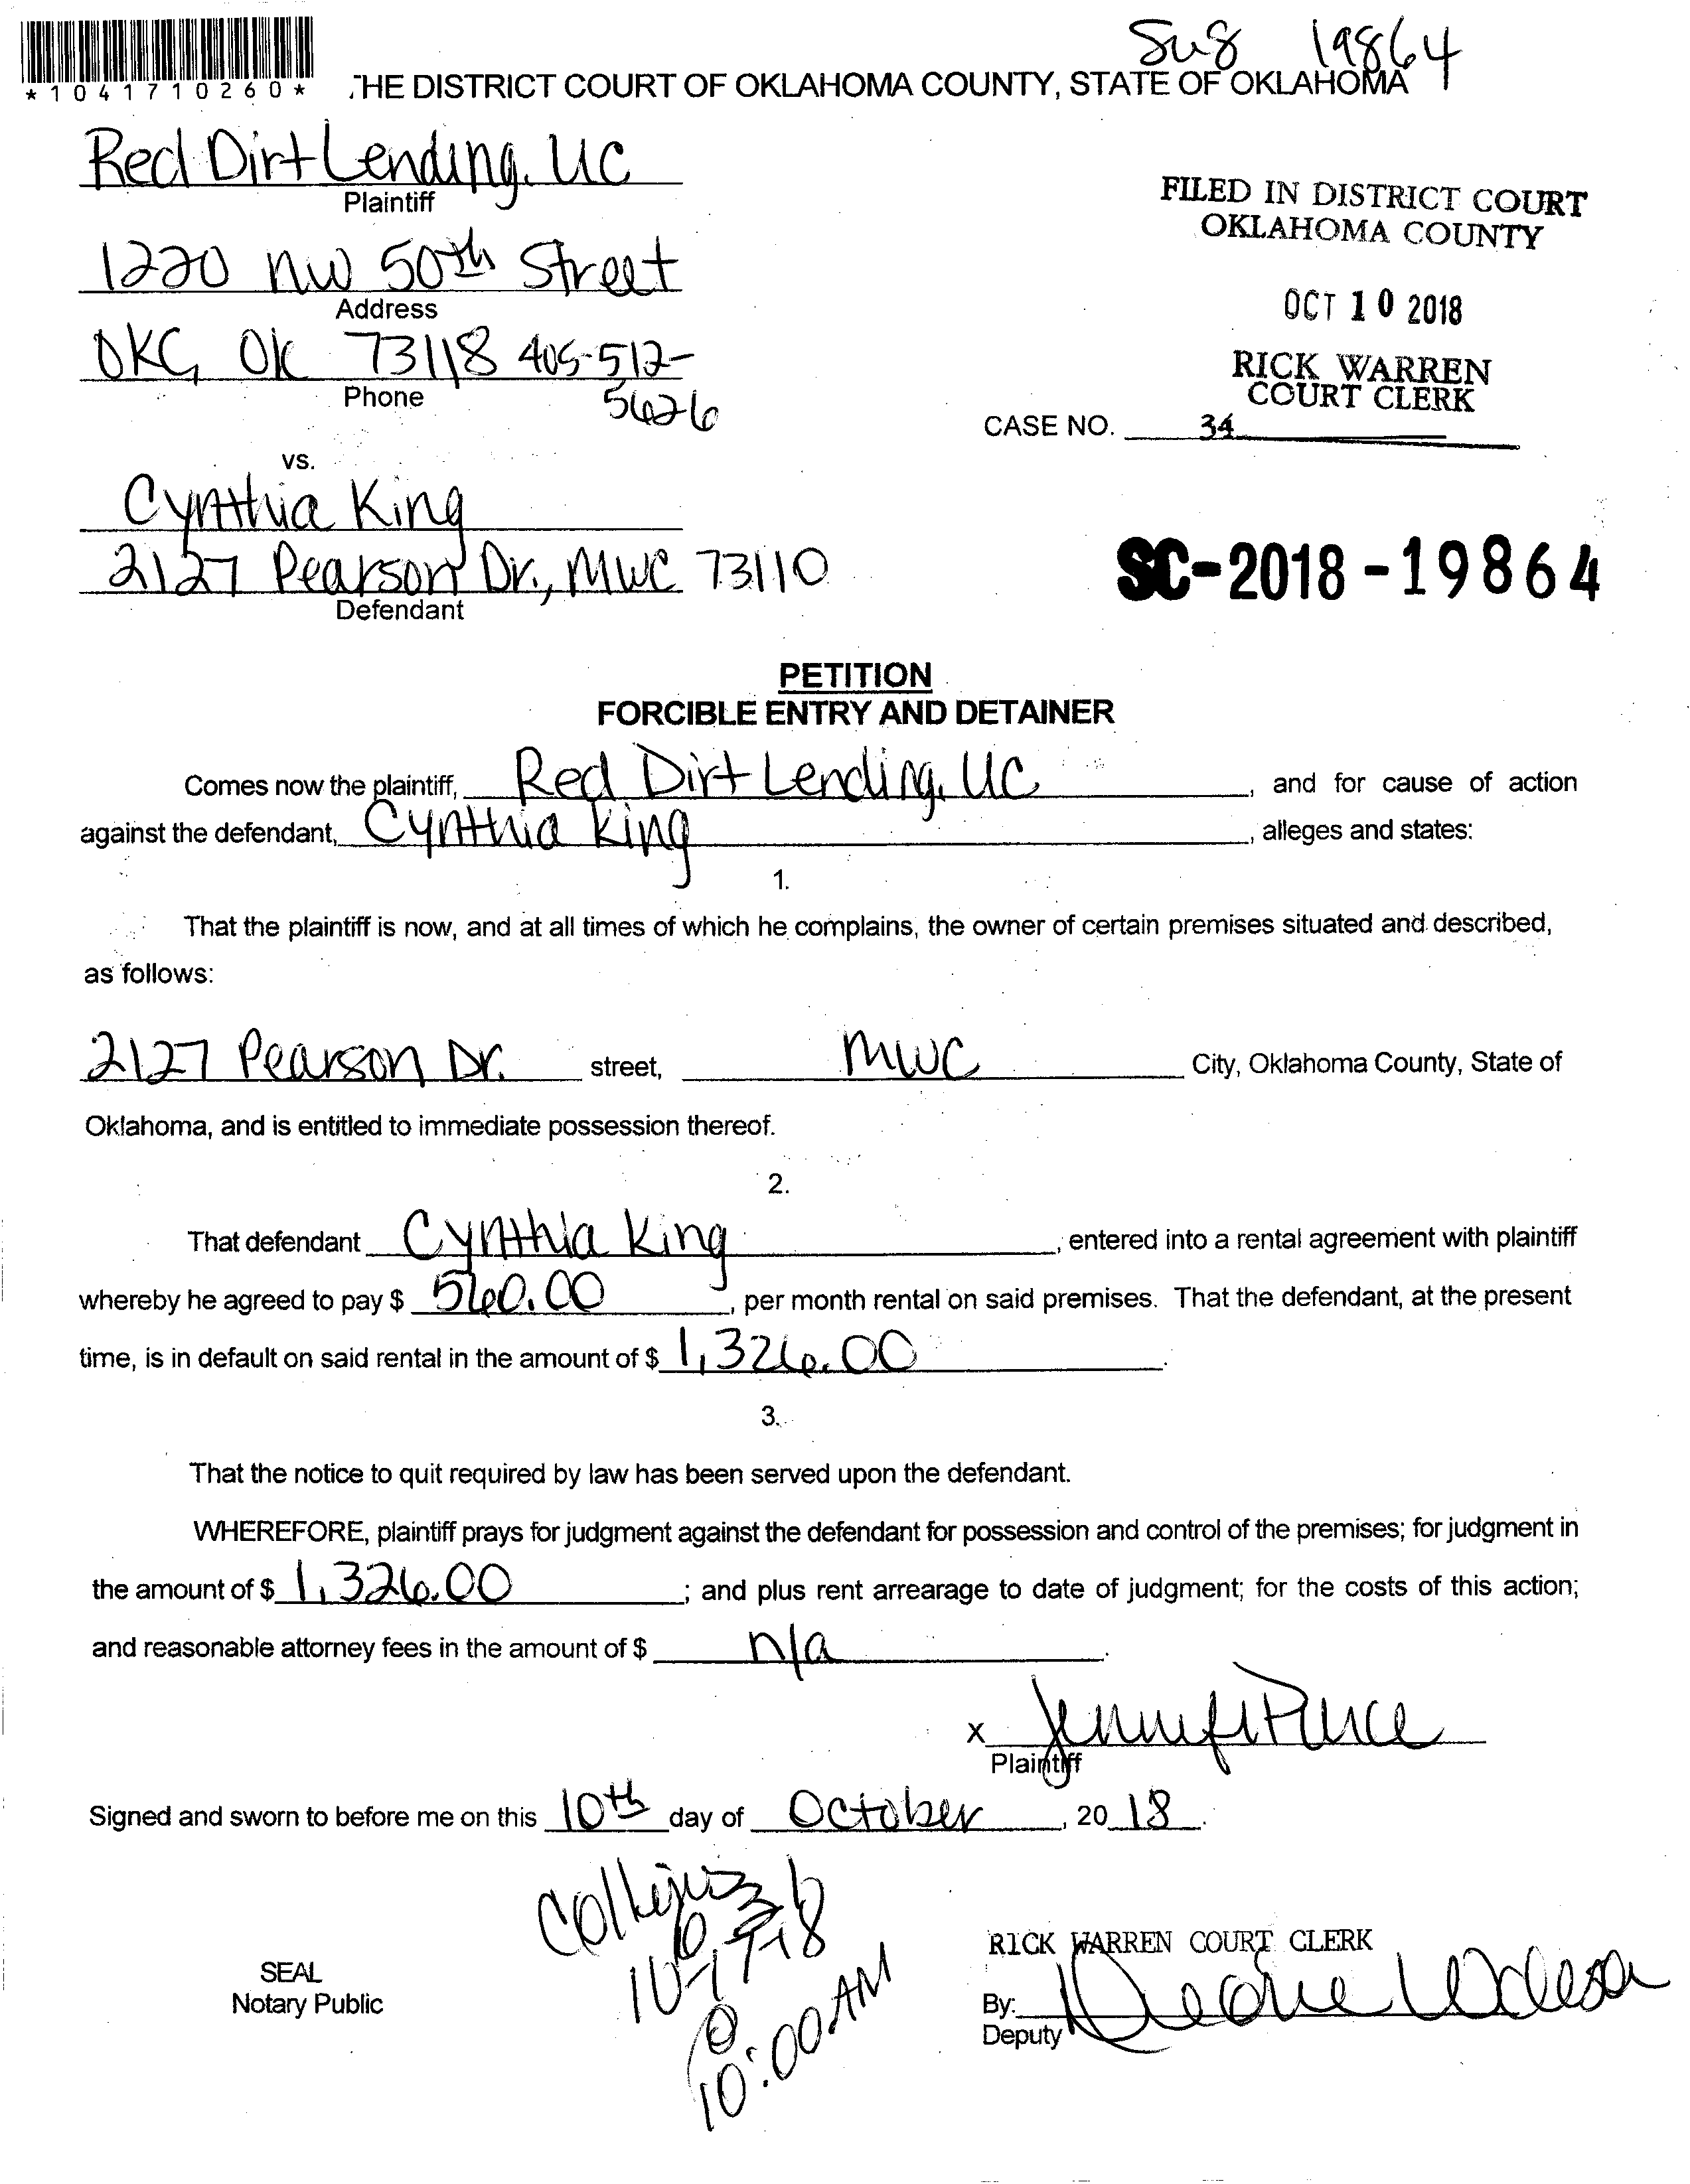 Su8 19864
*1041710260*
THE DISTRICT COURT OF OKLAHOMA COUNTY, STATE OF OKLAHOMA
Red Dirt Lending, LLC
Plaintiff
1220 NW 50th Street
Address
OKC, OK 73118 405-512-
5626
Phone
FILED IN DISTRICT COURT
OKLAHOMA COUNTY
OCT 10 2018
RICK WARREN
COURT CLERK
CASE NO. 34
vs.
Cynthia King
2127 Pearson Dr., MWC 73110
Defendant
SC-2018-19864
PETITION
FORCIBLE ENTRY AND DETAINER
Comes now the plaintiff, Red Dirt Lending, LLC, and for cause of action
against the defendant, Cynthia King, alleges and states:
1.
That the plaintiff is now, and at all times of which he complains, the owner of certain premises situated and described,
as follows:
2127 Pearson Dr. street, MWC City, Oklahoma County, State of
Oklahoma, and is entitled to immediate possession thereof.
2.
That defendant Cynthia King, entered into a rental agreement with plaintiff
whereby he agreed to pay $ 560.00, per month rental on said premises. That the defendant, at the present
time, is in default on said rental in the amount of $ 1,326.00.
3.
That the notice to quit required by law has been served upon the defendant.
WHEREFORE, plaintiff prays for judgment against the defendant for possession and control of the premises; for judgment in
the amount of $ 1,326.00; and plus rent arrearage to date of judgment; for the costs of this action;
and reasonable attorney fees in the amount of $ n/a.
x
Plaintiff
Signed and sworn to before me on this 10th day of October, 2018.
Collins
@
10:00 AM
SEAL
Notary Public
RICK WARREN COURT CLERK
By:
Deputy